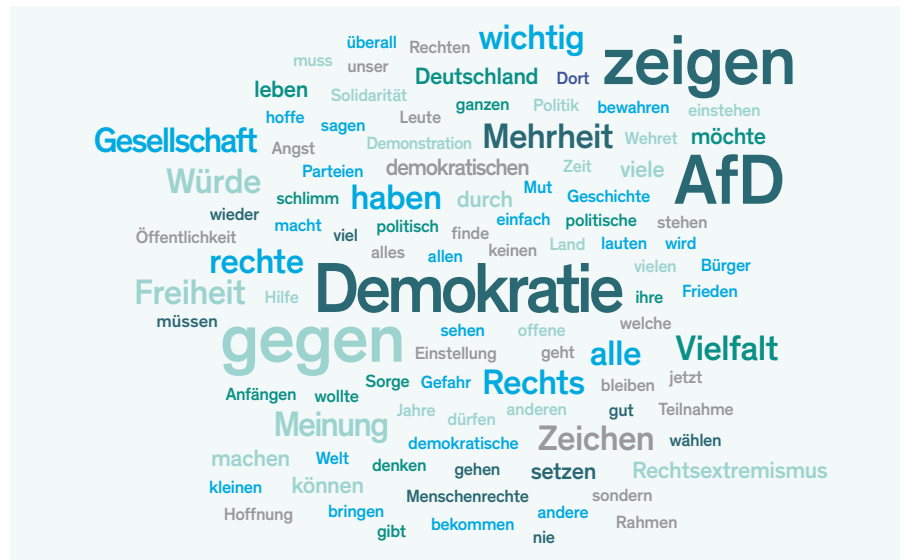 überall Rechten wichtig
muss unser zeigen
leben Solidarität Deutschland Dort
hoffe sagen Leute ganzen Politik bewahren einstehen
Gesellschaft Angst Demonstration Mehrheit Wehret möchte
Würde Parteien demokratischen Zeit viele AfD
schlimm haben durch Mut Geschichte
wieder macht viel politisch einfach politische stehen
Öffentlichkeit finde
rechte alles allen keinen Land lauten wird
Freiheit Hilfe Demokratie vielen Bürger
ihre Frieden
müssen gegen sehen offene welche
Einstellung geht alle Vielfalt
Anfängen wollte Sorge Gefahr Rechts bleiben jetzt
Meinung Jahre dürfen anderen gut Teilnahme
demokratische Zeichen wählen
machen Welt denken gehen setzen Rechtsextremismus
kleinen können Menschenrechte sondern
Hoffnung bringen gibt bekommen andere Rahmen
nie